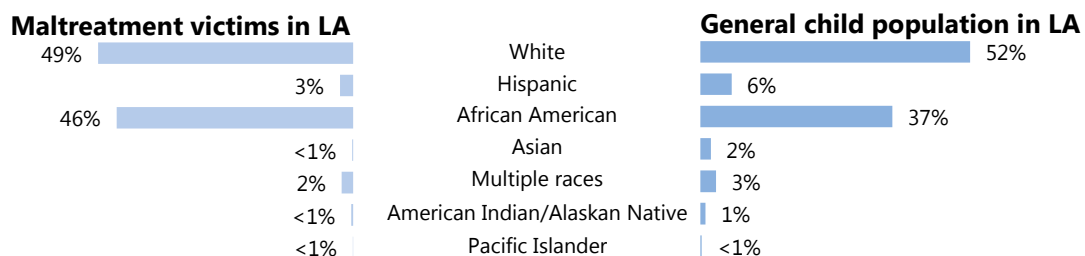 Maltreatment victims in LA General child population in LA
49% White 52%
3% Hispanic 6%
46% African American 37%
<1% Asian 2%
2% Multiple races 3%
<1% American Indian/Alaskan Native 1%
<1% Pacific Islander <1%